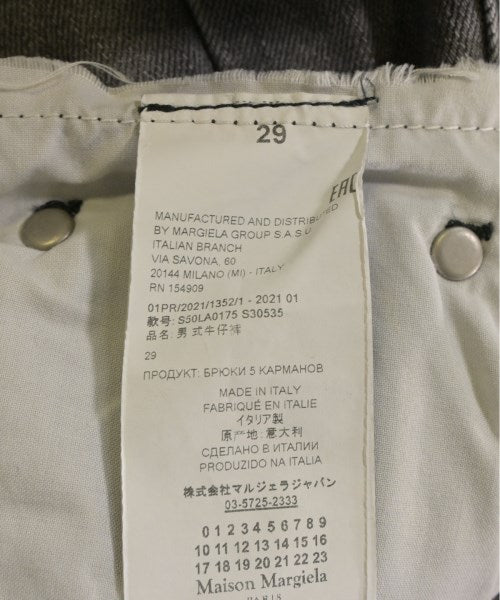 29
EAC
MANUFACTURED AND DISTRIBUTED
BY MARGIELA GROUP S.A.S.U
ITALIAN BRANCH
VIA SAVONA, 60
20144 MILANO (MI) - ITALY
RN 154909
01PR/2021/1352/1 - 2021 01
款号: S50LA0175 S30535
品名: 男式牛仔裤
29
ПРОДУКТ: БРЮКИ 5 КАРМАНОВ
MADE IN ITALY
FABRIQUÉ EN ITALIE
イタリア製
原产地: 意大利
СДЕЛАНО В ИТАЛИИ
PRODUZIDO NA ITALIA
株式会社マルジェラジャパン
03-5725-2333
0 1 2 3 4 5 6 7 8 9
10 11 12 13 14 15 16
17 18 19 20 21 22 23
Maison Margiela
PARIS